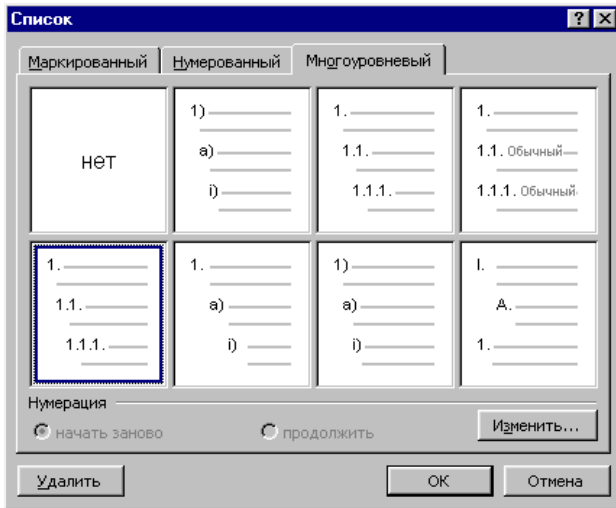 Список
Маркированный Нумерованный Многоуровневый
нет
1)
a)
i)
1.
1.1.
1.1.1.
1.
1.1. Обычный
1.1.1. Обычный
1.
1.1.
1.1.1.
1.
a)
i)
1)
a)
i)
I.
A.
1.
Нумерация
начать заново продолжить Изменить...
Удалить ОК Отмена